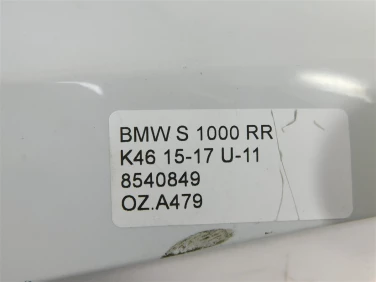 BMW S 1000 RR
K46 15-17 U-11
8540849
OZ.A479